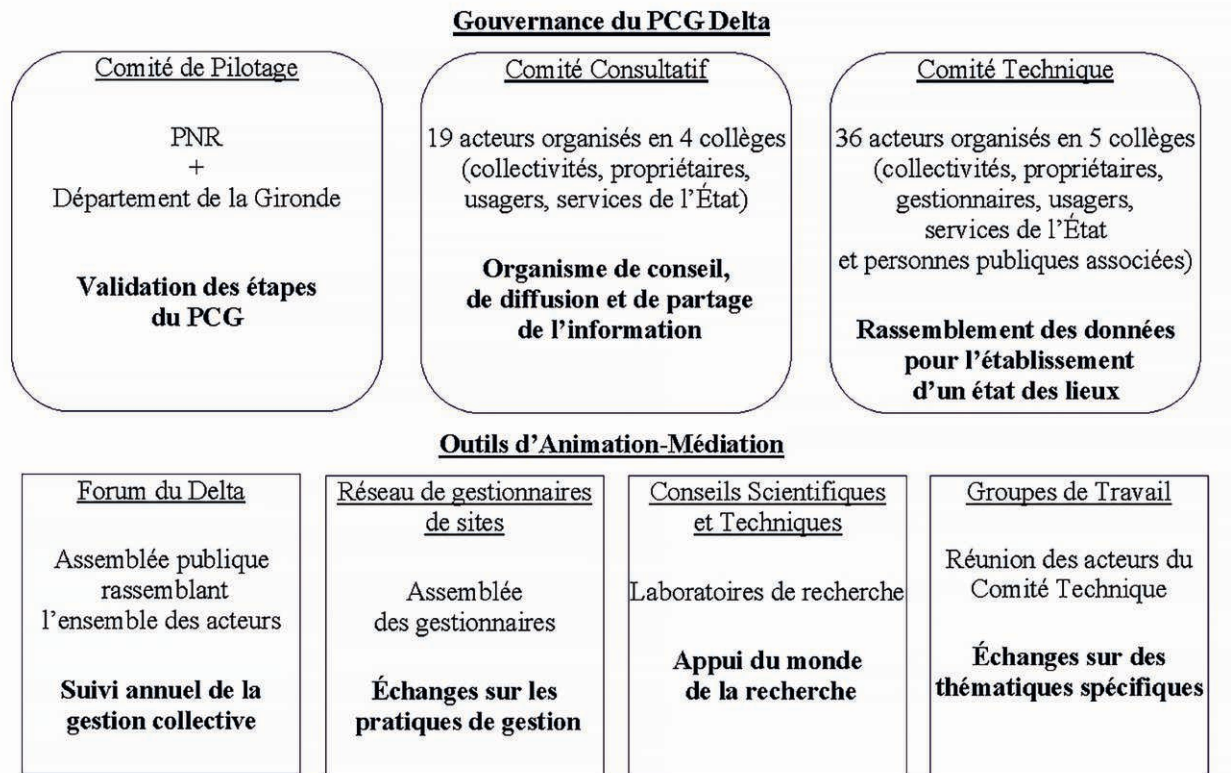 Gouvernance du PCG Delta
Comité de Pilotage
PNR
+
Département de la Gironde
Validation des étapes
du PCG
Comité Consultatif
19 acteurs organisés en 4 collèges
(collectivités, propriétaires,
usagers, services de l'État)
Organisme de conseil,
de diffusion et de partage
de l'information
Comité Technique
36 acteurs organisés en 5 collèges
(collectivités, propriétaires,
gestionnaires, usagers,
services de l'État
et personnes publiques associées)
Rassemblement des données
pour l'établissement
d'un état des lieux
Outils d'Animation-Médiation
Forum du Delta
Assemblée publique
rassemblant
l'ensemble des acteurs
Suivi annuel de la
gestion collective
Réseau de gestionnaires
de sites
Assemblée
des gestionnaires
Échanges sur les
pratiques de gestion
Conseils Scientifiques
et Techniques
Laboratoires de recherche
Appui du monde
de la recherche
Groupes de Travail
Réunion des acteurs du
Comité Technique
Échanges sur des
thématiques spécifiques